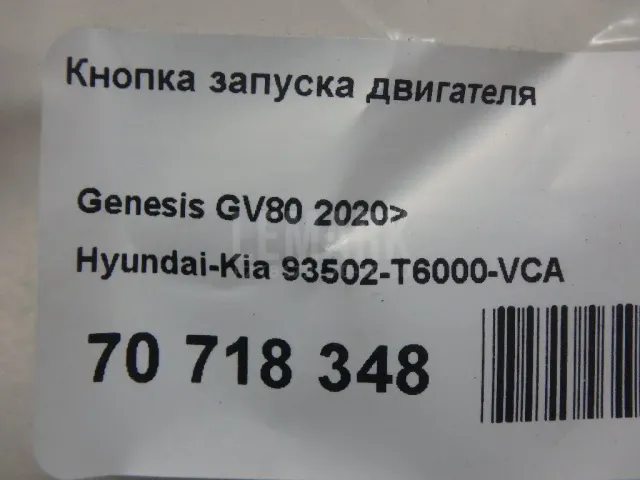 Кнопка запуска двигателя
Genesis GV80 2020>
Hyundai-Kia 93502-T6000-VCA
70 718 348